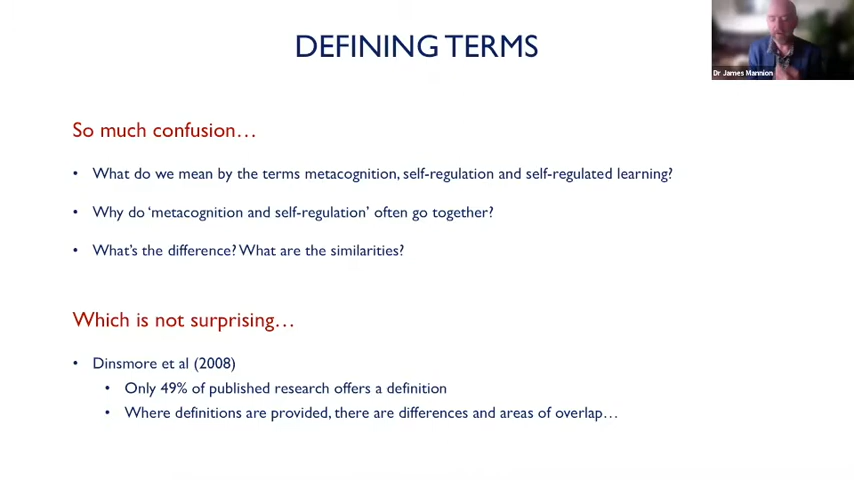 DEFINING TERMS
Dr James Mannion
So much confusion…
• What do we mean by the terms metacognition, self-regulation and self-regulated learning?
• Why do ‘metacognition and self-regulation’ often go together?
• What's the difference? What are the similarities?
Which is not surprising…
• Dinsmore et al (2008)
• Only 49% of published research offers a definition
• Where definitions are provided, there are differences and areas of overlap…